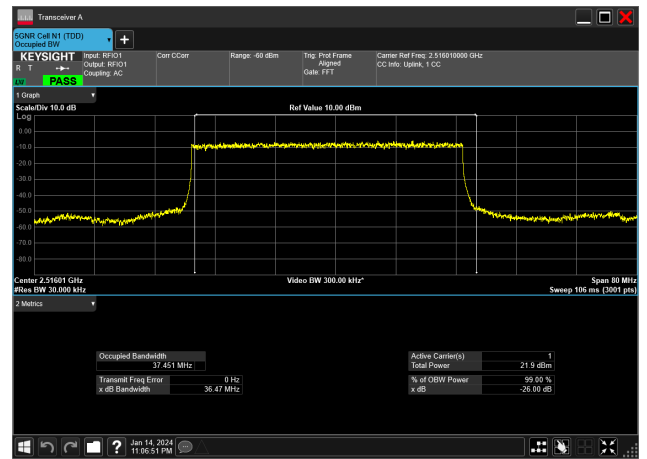 Transceiver A
5GNR Cell N1 (TDD)
Occupied BW
KEYSIGHT
R T
LW
PASS
Input: RFIO1
Output: RFIO1
Coupling: AC
Corr CCorr
Range: -60 dBm
Trig: Prot Frame
Aligned
Gate: FFT
Carrier Ref Freq: 2.516010000 GHz
CC Info: Uplink, 1 CC
1 Graph
Scale/Div 10.0 dB
Ref Value 10.00 dBm
Log
0.00
-10.0
-20.0
-30.0
-40.0
-50.0
-60.0
-70.0
-80.0
Center 2.51601 GHz
Video BW 300.00 kHz*
Span 80 MHz
#Res BW 30.000 kHz
Sweep 106 ms (3001 pts)
2 Metrics
Occupied Bandwidth
37.451 MHz
Transmit Freq Error 0 Hz
x dB Bandwidth 36.47 MHz
Active Carrier(s) 1
Total Power 21.9 dBm
% of OBW Power 99.00 %
x dB -26.00 dB
Jan 14, 2024
11:06:51 PM